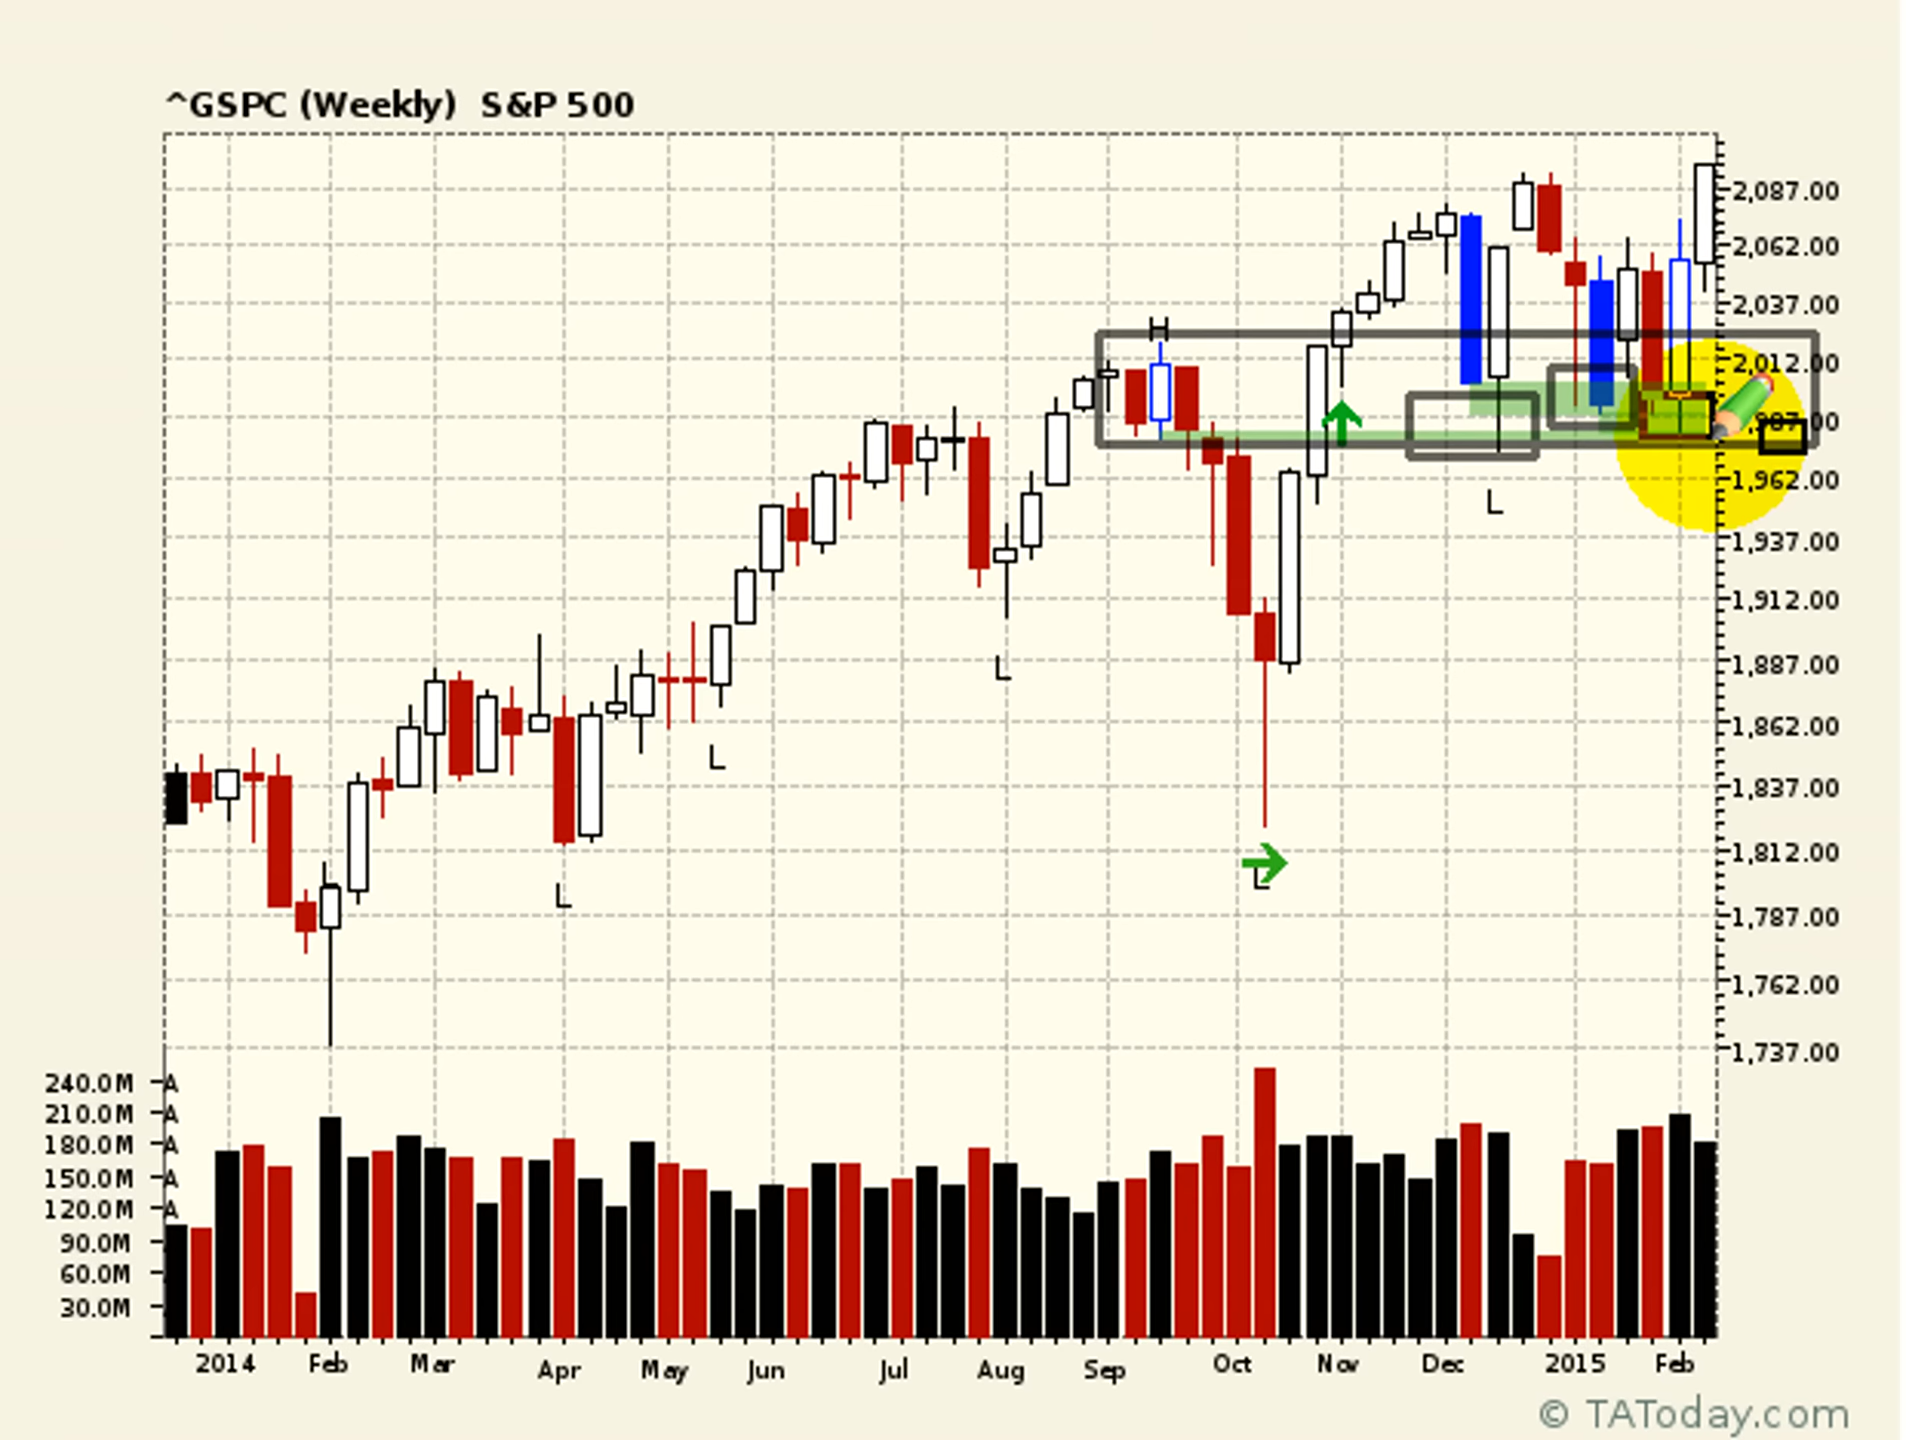 ^GSPC (Weekly) S&P 500
2,087.00
2,062.00
2,037.00
H
2,012.00
1,962.00
L
1,937.00
1,912.00
L
1,887.00
1,862.00
L
1,837.00
1,812.00
L
L
1,787.00
1,762.00
1,737.00
240.0M A
210.0M A
180.0M A
150.0M A
120.0M A
90.0M
60.0M
30.0M
2014 Feb Mar Apr May Jun Jul Aug Sep Oct Nov Dec 2015 Feb
© TAToday.com